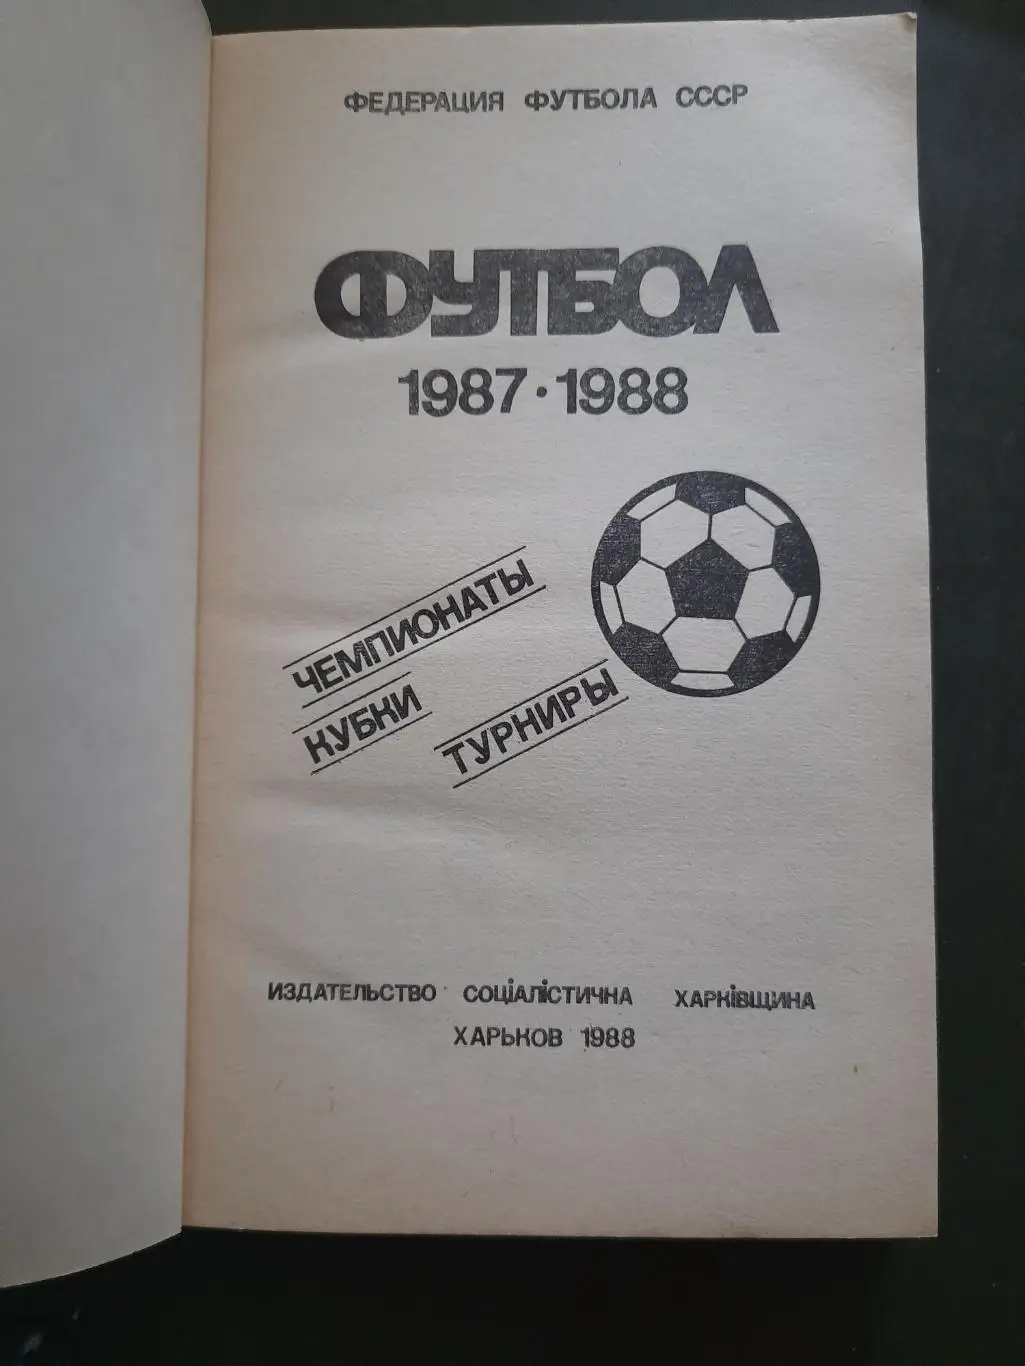 ФЕДЕРАЦИЯ ФУТБОЛА СССР
ФУТБОЛ
1987 · 1988
ЧЕМПИОНАТЫ
КУБКИ
ТУРНИРЫ
ИЗДАТЕЛЬСТВО СОЦІАЛІСТИЧНА ХАРКІВЩИНА
ХАРЬКОВ 1988